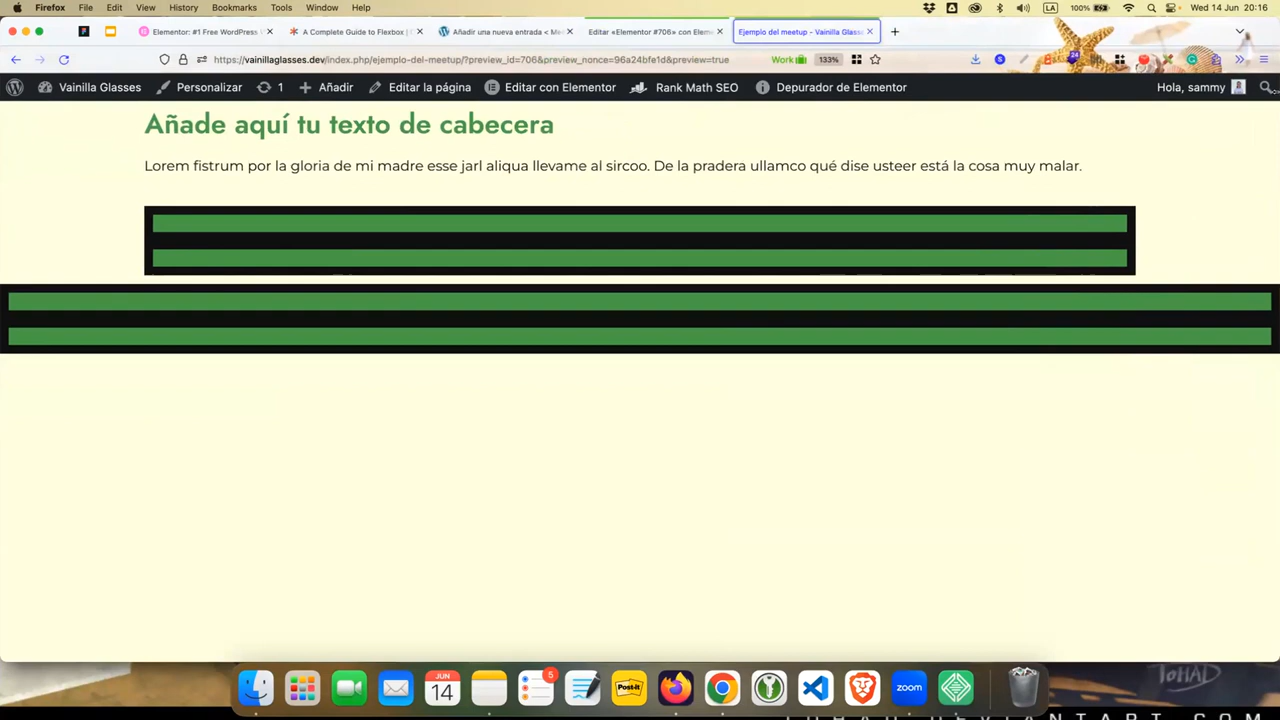 Firefox File Edit View History Bookmarks Tools Window Help LA 100% Wed 14 Jun 20:16
Elementor: #1 Free WordPress A Complete Guide to Flexbox | Añadir una nueva entrada < Editar «Elementor #706» con Elem Ejemplo del meetup - Vainilla Glass
https://vainillaglasses.dev/index.php/ejemplo-del-meetup/?preview_id=706&preview_nonce=96a24bfe1d&preview=true Work 133% 24
Vainilla Glasses Personalizar 1 Añadir Editar la página Editar con Elementor Rank Math SEO Depurador de Elementor Hola, sammy
Añade aquí tu texto de cabecera
Lorem fistrum por la gloria de mi madre esse jarl aliqua llevame al sircoo. De la pradera ullamco qué dise usteer está la cosa muy malar.
JUN
14
5
Post-it
zoom
TOHAD